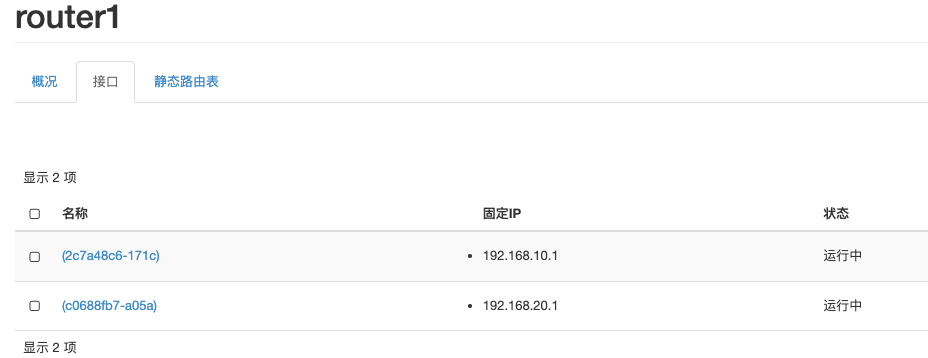 router1
概况 接口 静态路由表
显示 2 项
名称 固定IP 状态
(2c7a48c6-171c) • 192.168.10.1 运行中
(c0688fb7-a05a) • 192.168.20.1 运行中
显示 2 项